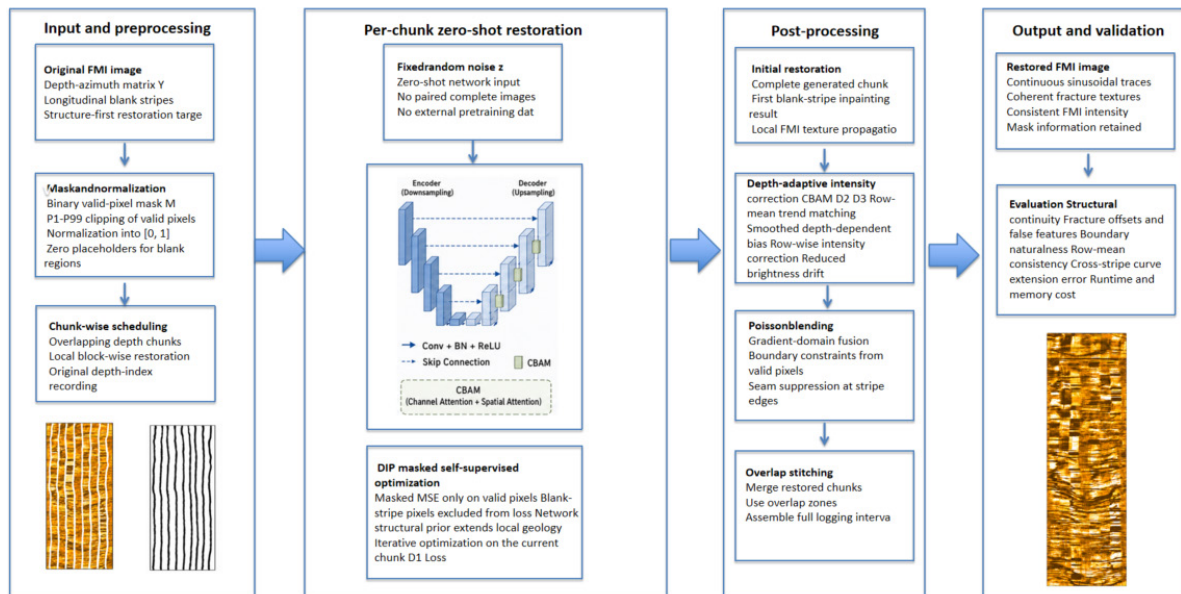 Input and preprocessing
Original FMI image
Depth-azimuth matrix Y
Longitudinal blank stripes
Structure-first restoration targe
Maskandnormalization
Binary valid-pixel mask M
P1-P99 clipping of valid pixels
Normalization into [0, 1]
Zero placeholders for blank
regions
Chunk-wise scheduling
Overlapping depth chunks
Local block-wise restoration
Original depth-index
recording
Per-chunk zero-shot restoration
Fixedrandom noise z
Zero-shot network input
No paired complete images
No external pretraining dat
Encoder
(Downsampling)
Decoder
(Upsampling)
Conv + BN + ReLU
Skip Connection
CBAM
CBAM
(Channel Attention + Spatial Attention)
DIP masked self-supervised
optimization
Masked MSE only on valid pixels Blank-
stripe pixels excluded from loss Network
structural prior extends local geology
Iterative optimization on the current
chunk D1 Loss
Post-processing
Initial restoration
Complete generated chunk
First blank-stripe inpainting
result
Local FMI texture propagatio
Depth-adaptive intensity
correction CBAM D2 D3 Row-
mean trend matching
Smoothed depth-dependent
bias Row-wise intensity
correction Reduced
brightness drift
Poissonblending
Gradient-domain fusion
Boundary constraints from
valid pixels
Seam suppression at stripe
edges
Overlap stitching
Merge restored chunks
Use overlap zones
Assemble full logging interva
Output and validation
Restored FMI image
Continuous sinusoidal traces
Coherent fracture textures
Consistent FMI intensity
Mask information retained
Evaluation Structural
continuity Fracture offsets and
false features Boundary
naturalness Row-mean
consistency Cross-stripe curve
extension error Runtime and
memory cost